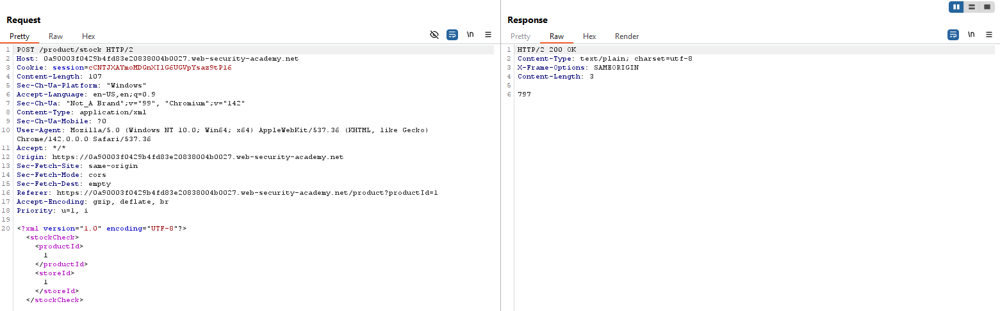 Request
Pretty Raw Hex \n
1 POST /product/stock HTTP/2
2 Host: 0a90003f0429b4fd83e20838004b0027.web-security-academy.net
3 Cookie: session=cCNTJXAYmoMDGnXI1G6UGVpYsaz9tP16
4 Content-Length: 107
5 Sec-Ch-Ua-Platform: "Windows"
6 Accept-Language: en-US,en;q=0.9
7 Sec-Ch-Ua: "Not_A Brand";v="99", "Chromium";v="142"
8 Content-Type: application/xml
9 Sec-Ch-Ua-Mobile: ?0
10 User-Agent: Mozilla/5.0 (Windows NT 10.0; Win64; x64) AppleWebKit/537.36 (KHTML, like Gecko)
Chrome/142.0.0.0 Safari/537.36
11 Accept: */*
12 Origin: https://0a90003f0429b4fd83e20838004b0027.web-security-academy.net
13 Sec-Fetch-Site: same-origin
14 Sec-Fetch-Mode: cors
15 Sec-Fetch-Dest: empty
16 Referer: https://0a90003f0429b4fd83e20838004b0027.web-security-academy.net/product?productId=1
17 Accept-Encoding: gzip, deflate, br
18 Priority: u=1, i
19
20 <?xml version="1.0" encoding="UTF-8"?>
<stockCheck>
<productId>
1
</productId>
<storeId>
1
</storeId>
</stockCheck>
Response
Pretty Raw Hex Render \n
1 HTTP/2 200 OK
2 Content-Type: text/plain; charset=utf-8
3 X-Frame-Options: SAMEORIGIN
4 Content-Length: 3
5
6 797